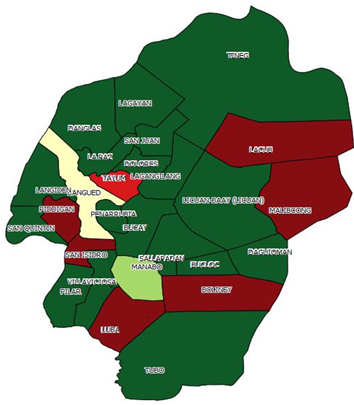 TINEG
LAGAYAN
DANGLAS
SAN JUAN
LACUB
LA PAZ
DOLORES
TAYUM
LAGANGILANG
LANGIDEN
BANGUED
LICUAN-BAAY (LICUAN)
MALIBCONG
PIDIGAN
PENARRUBIA
SAN QUINTIN
BUCAY
DAGUIOMAN
SAN ISIDRO
SALLAPADAN
BUCLOC
MANABO
VILLAVICIOSA
PILAR
BOLINEY
LUBA
TUBO